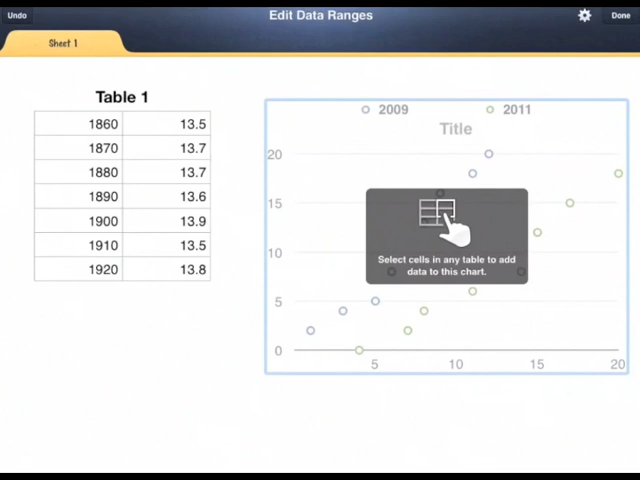 Undo
Edit Data Ranges
Done
Sheet 1
Table 1
1860 13.5
1870 13.7
1880 13.7
1890 13.6
1900 13.9
1910 13.5
1920 13.8
2009 2011
Title
20
15
10
5
0
Select cells in any table to add
data to this chart.
5 10 15 20